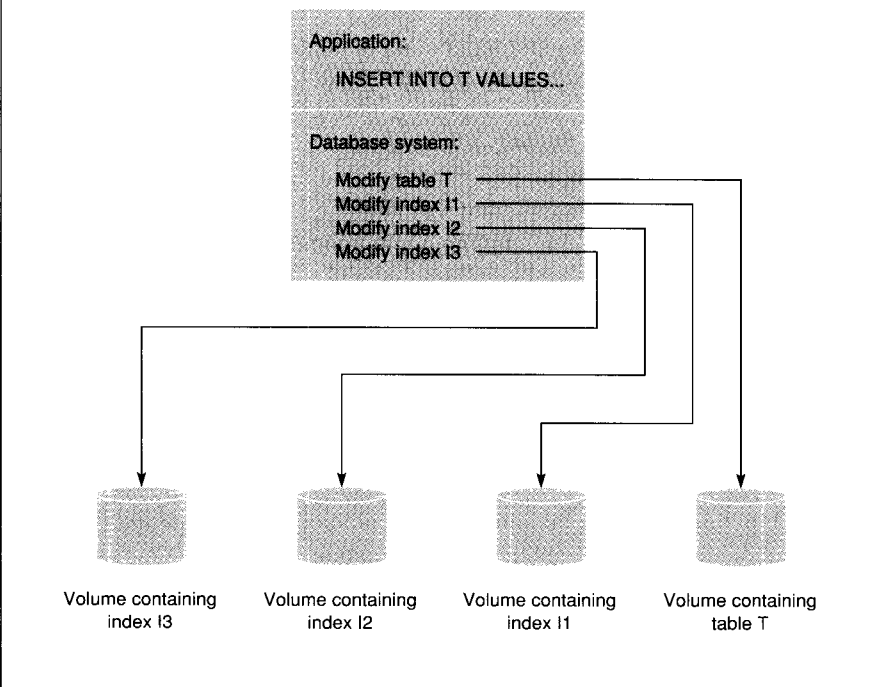 Application:
INSERT INTO T VALUES...
Database system:
Modify table T
Modify index I1
Modify index I2
Modify index I3
Volume containing
index I3
Volume containing
index I2
Volume containing
index I1
Volume containing
table T